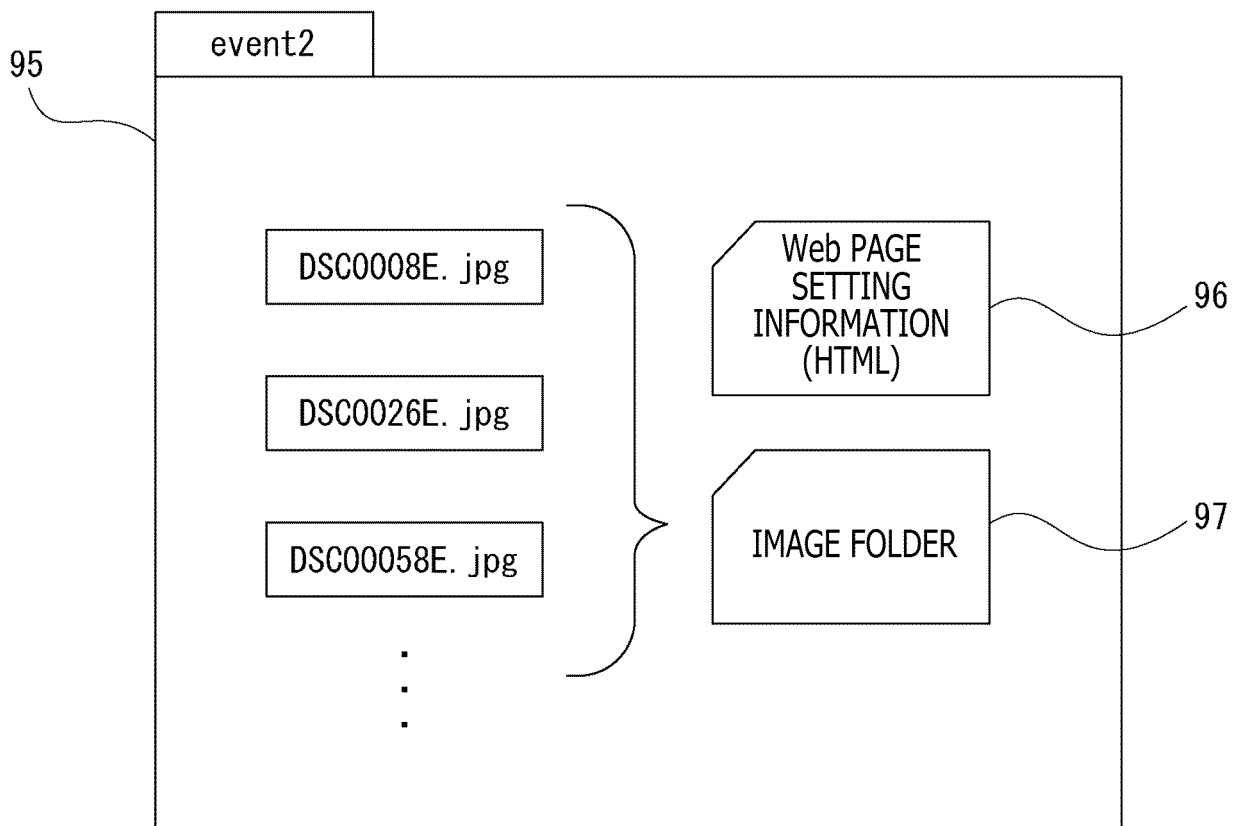 event2
95
DSC0008E. jpg
DSC0026E. jpg
DSC00058E. jpg
Web PAGE
SETTING
INFORMATION
(HTML)
96
IMAGE FOLDER
97